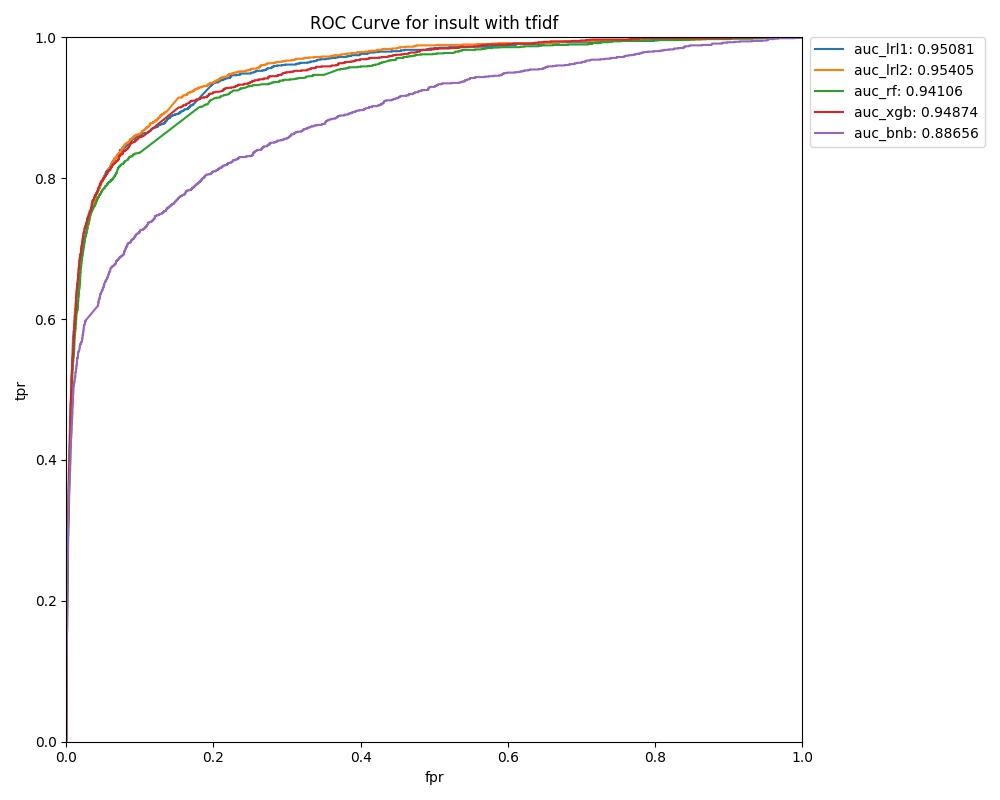 ROC Curve for insult with tfidf
1.0
0.8
0.6
0.4
0.2
0.0
tpr
0.0 0.2 0.4 0.6 0.8 1.0
fpr
auc_lrl1: 0.95081
auc_lrl2: 0.95405
auc_rf: 0.94106
auc_xgb: 0.94874
auc_bnb: 0.88656